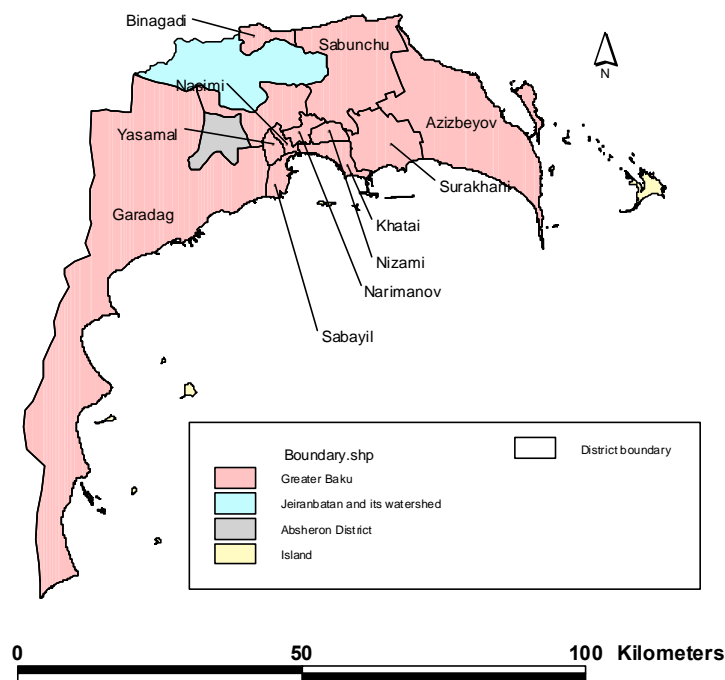 Binagadi
Sabunchu
N
Nasimi
Azizbeyov
Yasamal
Surakhani
Garadag
Khatai
Nizami
Narimanov
Sabayil
Boundary.shp
District boundary
Greater Baku
Jeiranbatan and its watershed
Absheron District
Island
0 50 100 Kilometers